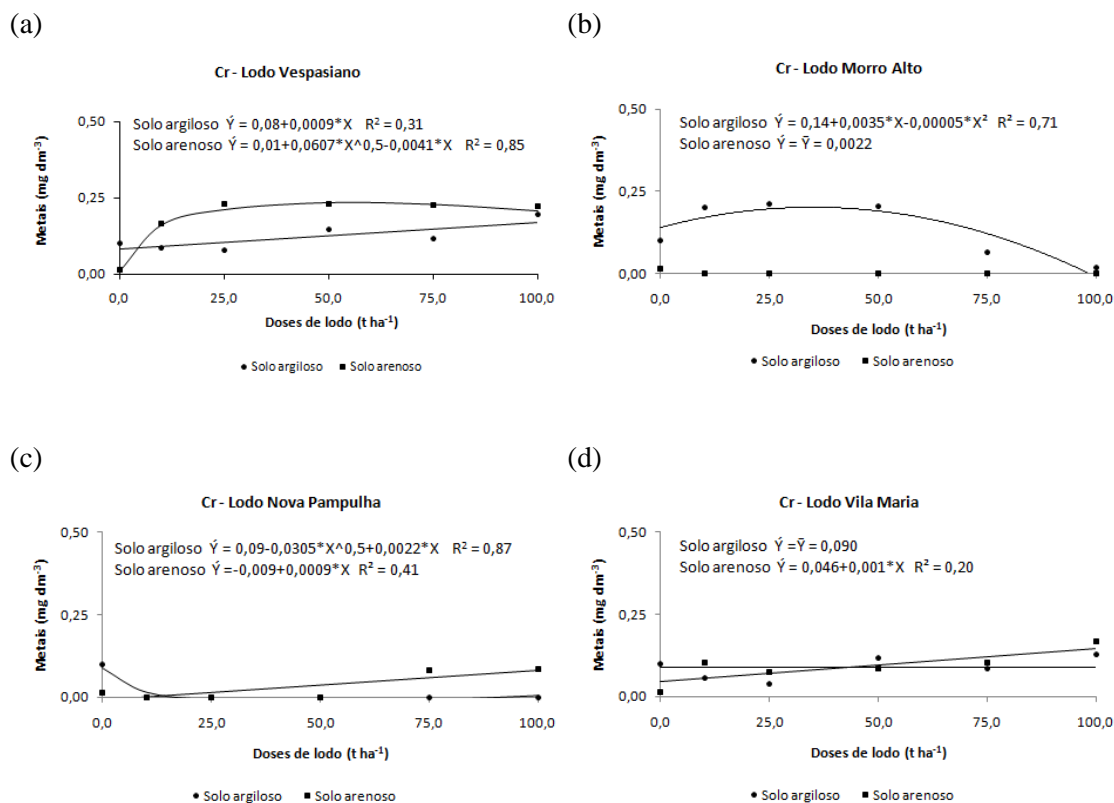 (a)
Cr - Lodo Vespasiano
Solo argiloso Ý = 0,08+0,0009*X R² = 0,31
Solo arenoso Ý = 0,01+0,0607*X^0,5-0,0041*X R² = 0,85
Metais (mg dm⁻³)
0,50
0,25
0,00
0,0 25,0 50,0 75,0 100,0
Doses de lodo (t ha⁻¹)
● Solo argiloso ■ Solo arenoso
(b)
Cr - Lodo Morro Alto
Solo argiloso Ý = 0,14+0,0035*X-0,00005*X² R² = 0,71
Solo arenoso Ý = Ȳ = 0,0022
Metais (mg dm⁻³)
0,50
0,25
0,00
0,0 25,0 50,0 75,0 100,0
Doses de lodo (t ha⁻¹)
● Solo argiloso ■ Solo arenoso
(c)
Cr - Lodo Nova Pampulha
Solo argiloso Ý = 0,09-0,0305*X^0,5+0,0022*X R² = 0,87
Solo arenoso Ý =-0,009+0,0009*X R² = 0,41
Metais (mg dm⁻³)
0,50
0,25
0,00
0,0 25,0 50,0 75,0 100,0
Doses de lodo (t ha⁻¹)
● Solo argiloso ■ Solo arenoso
(d)
Cr - Lodo Vila Maria
Solo argiloso Ý =Ȳ = 0,090
Solo arenoso Ý = 0,046+0,001*X R² = 0,20
Metais (mg dm⁻³)
0,50
0,25
0,00
0,0 25,0 50,0 75,0 100,0
Doses de lodo (t ha⁻¹)
● Solo argiloso ■ Solo arenoso